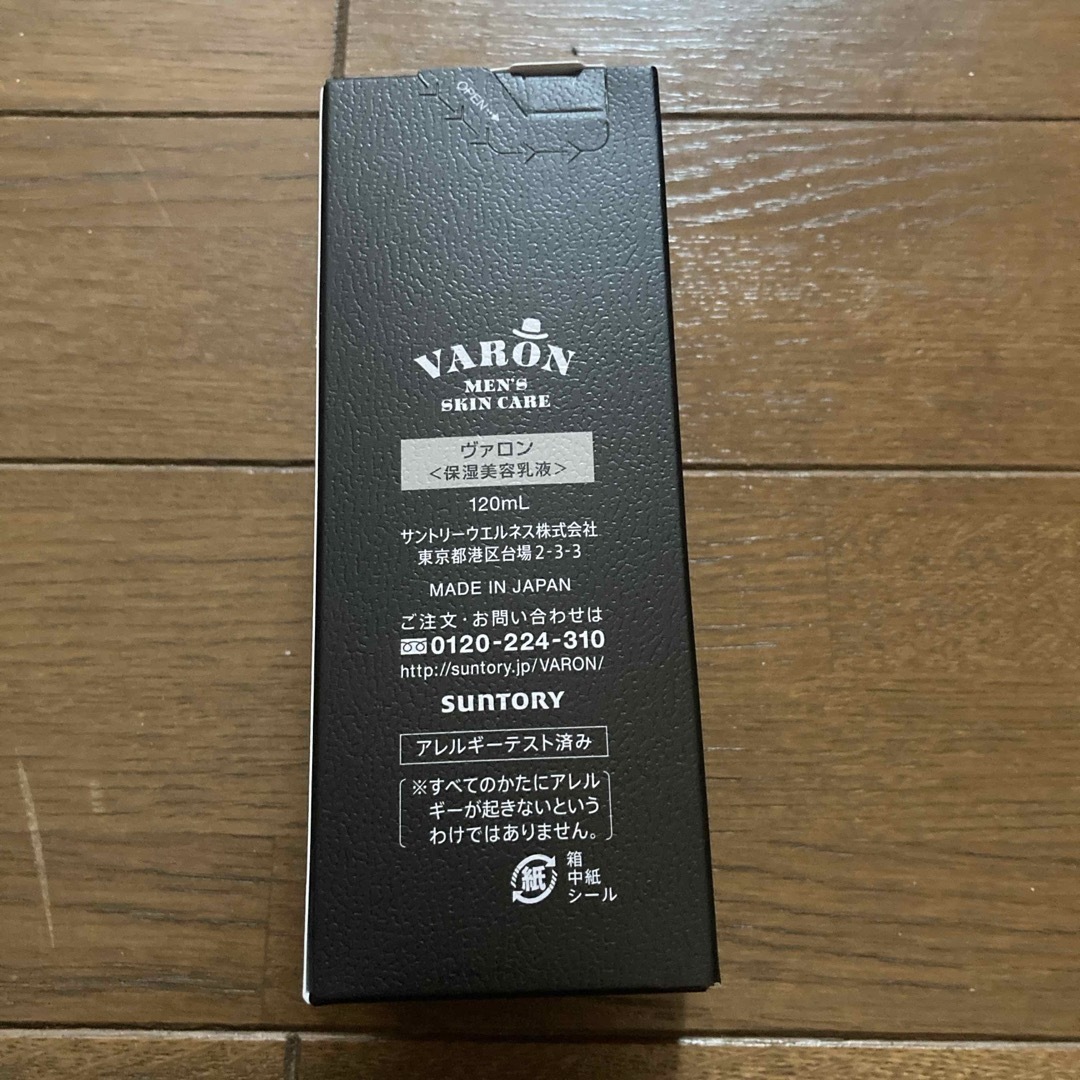 OPEN
VARON
MEN'S
SKIN CARE
ヴァロン
<保湿美容乳液>
120mL
サントリーウエルネス株式会社
東京都港区台場2-3-3
MADE IN JAPAN
ご注文・お問い合わせは
0120-224-310
http://suntory.jp/VARON/
SUNTORY
アレルギーテスト済み
※すべてのかたにアレル
ギーが起きないという
わけではありません。
紙
箱
中紙
シール